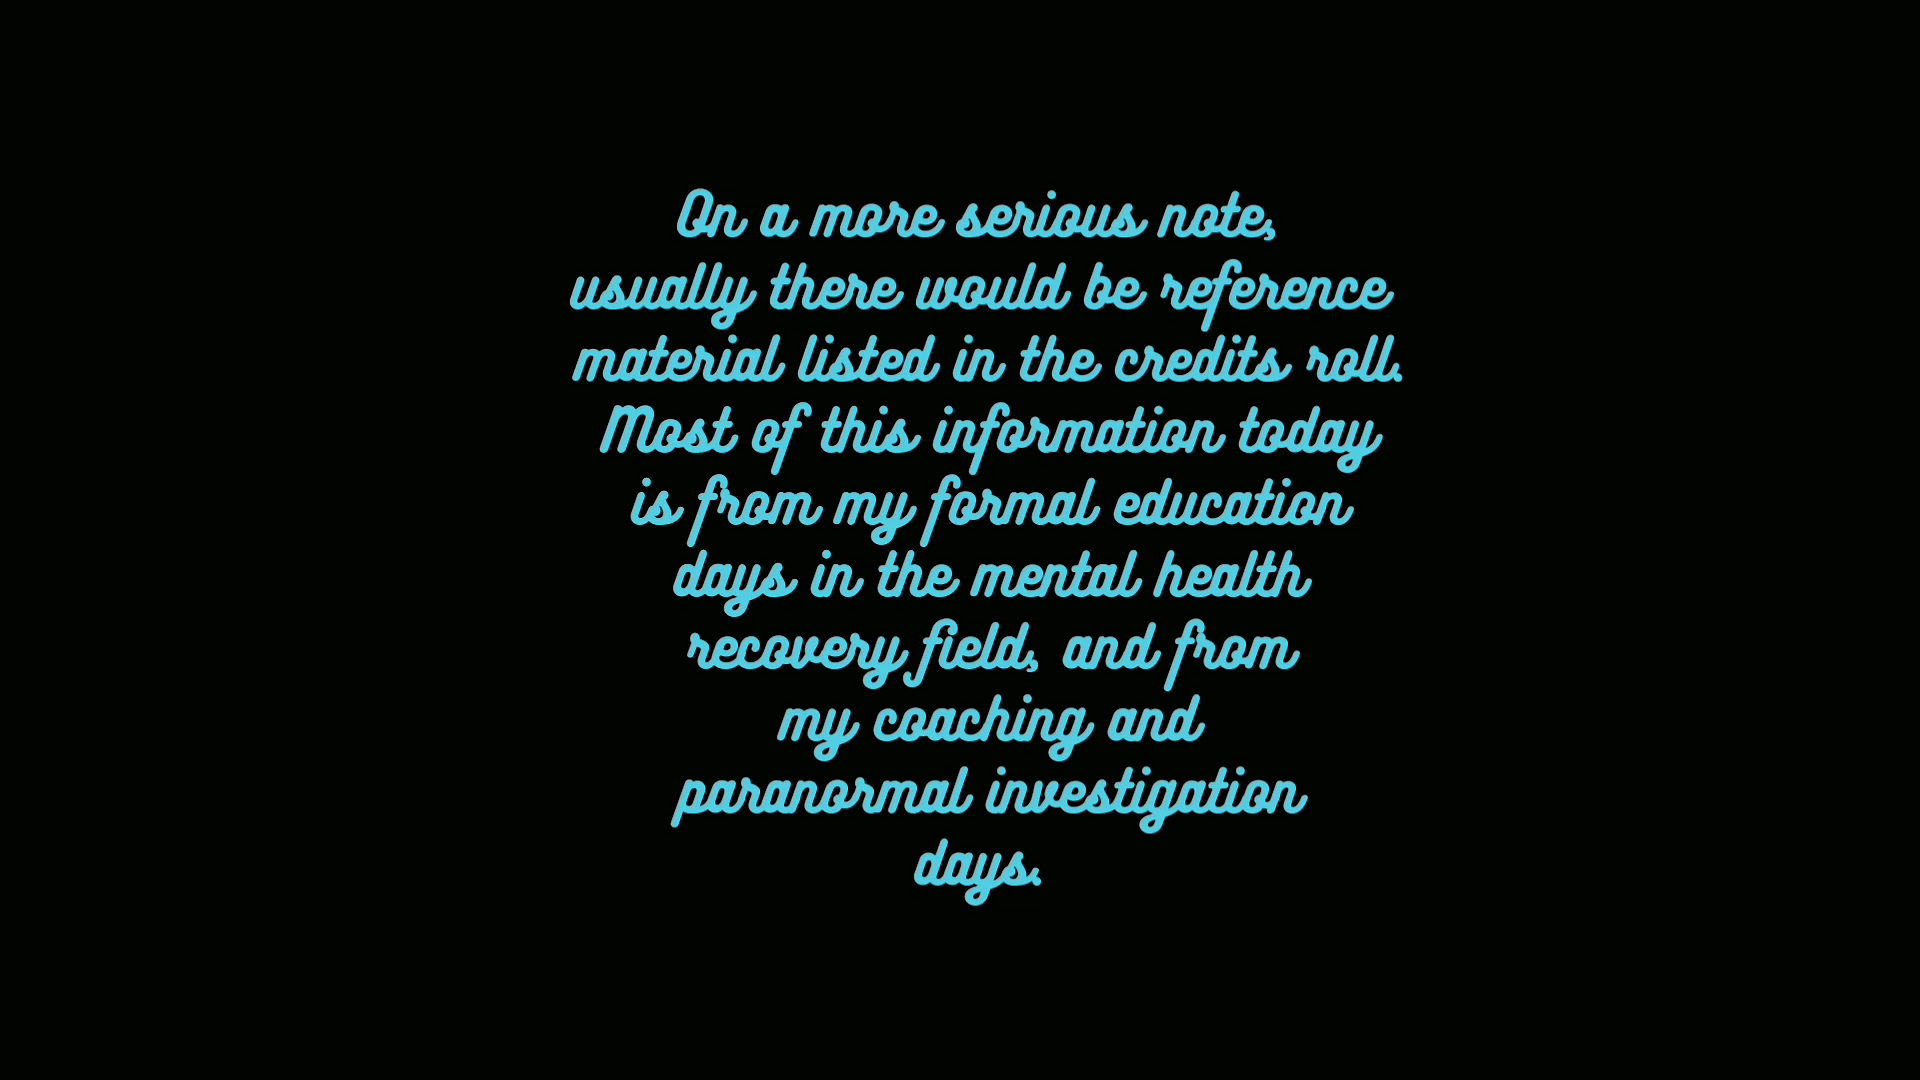 On a more serious note,
usually there would be reference
material listed in the credits roll.
Most of this information today
is from my formal education
days in the mental health
recovery field, and from
my coaching and
paranormal investigation
days.